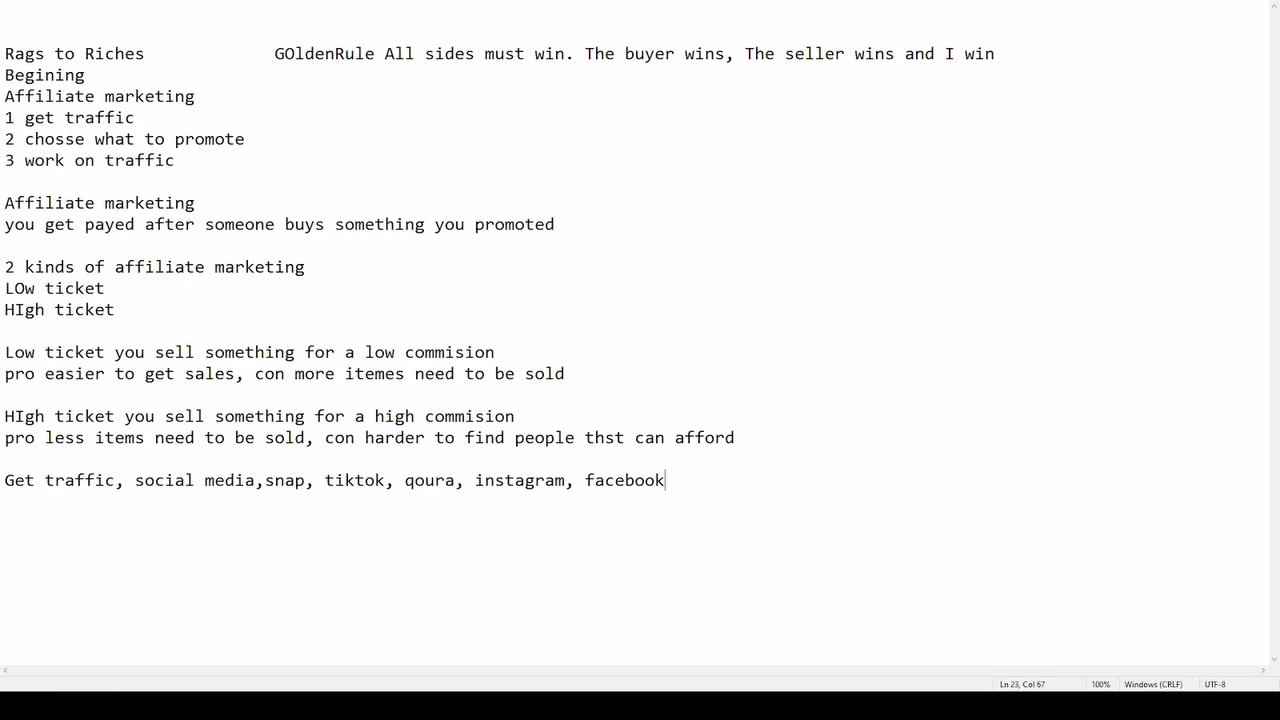 Rags to Riches             GOldenRule All sides must win. The buyer wins, The seller wins and I win
Begining
Affiliate marketing
1 get traffic
2 chosse what to promote
3 work on traffic

Affiliate marketing
you get payed after someone buys something you promoted

2 kinds of affiliate marketing
LOw ticket
HIgh ticket

Low ticket you sell something for a low commision
pro easier to get sales, con more itemes need to be sold

HIgh ticket you sell something for a high commision
pro less items need to be sold, con harder to find people thst can afford

Get traffic, social media,snap, tiktok, qoura, instagram, facebook
Ln 23, Col 67 100% Windows (CRLF) UTF-8